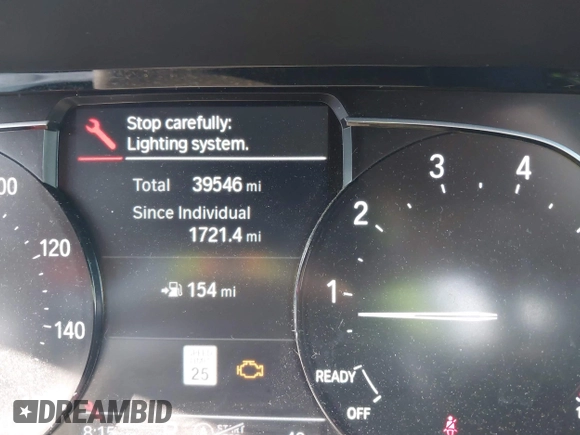 Stop carefully:
Lighting system.
Total 39546 mi
Since Individual
1721.4 mi
154 mi
00
120
140
25
1
2
3
4
READY
OFF
DREAMBID